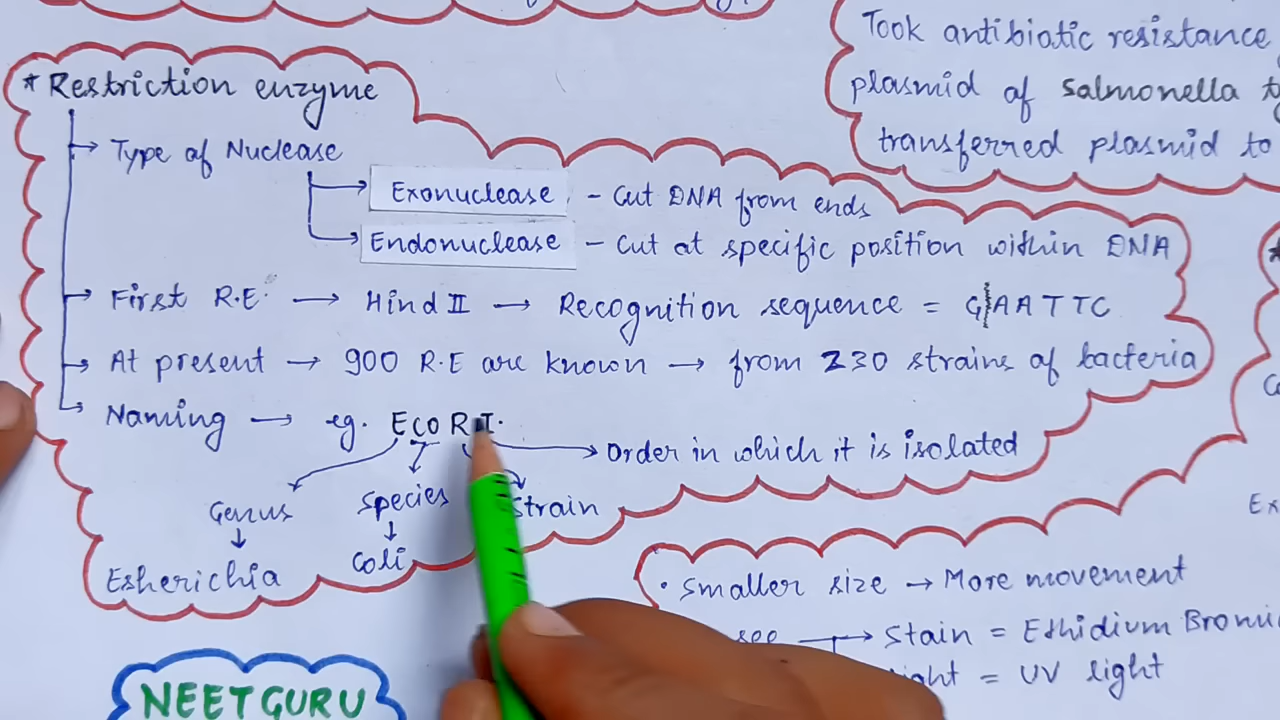 Took antibiotic resistance
plasmid of Salmonella
transferred plasmid to
* Restriction enzyme
→ Type of Nuclease
→ Exonuclease - Cut DNA from ends
→ Endonuclease - Cut at specific position within DNA
→ First R.E. → Hind II → Recognition sequence = G AATTC
→ At present → 900 R.E are known → from 230 strains of bacteria
→ Naming → eg. Eco R I.
→ Order in which it is isolated
Genus Species Strain
↓ ↓
Esherichia Coli
• Smaller size → More movement
see → Stain = Ethidium
= UV light
NEETGURU